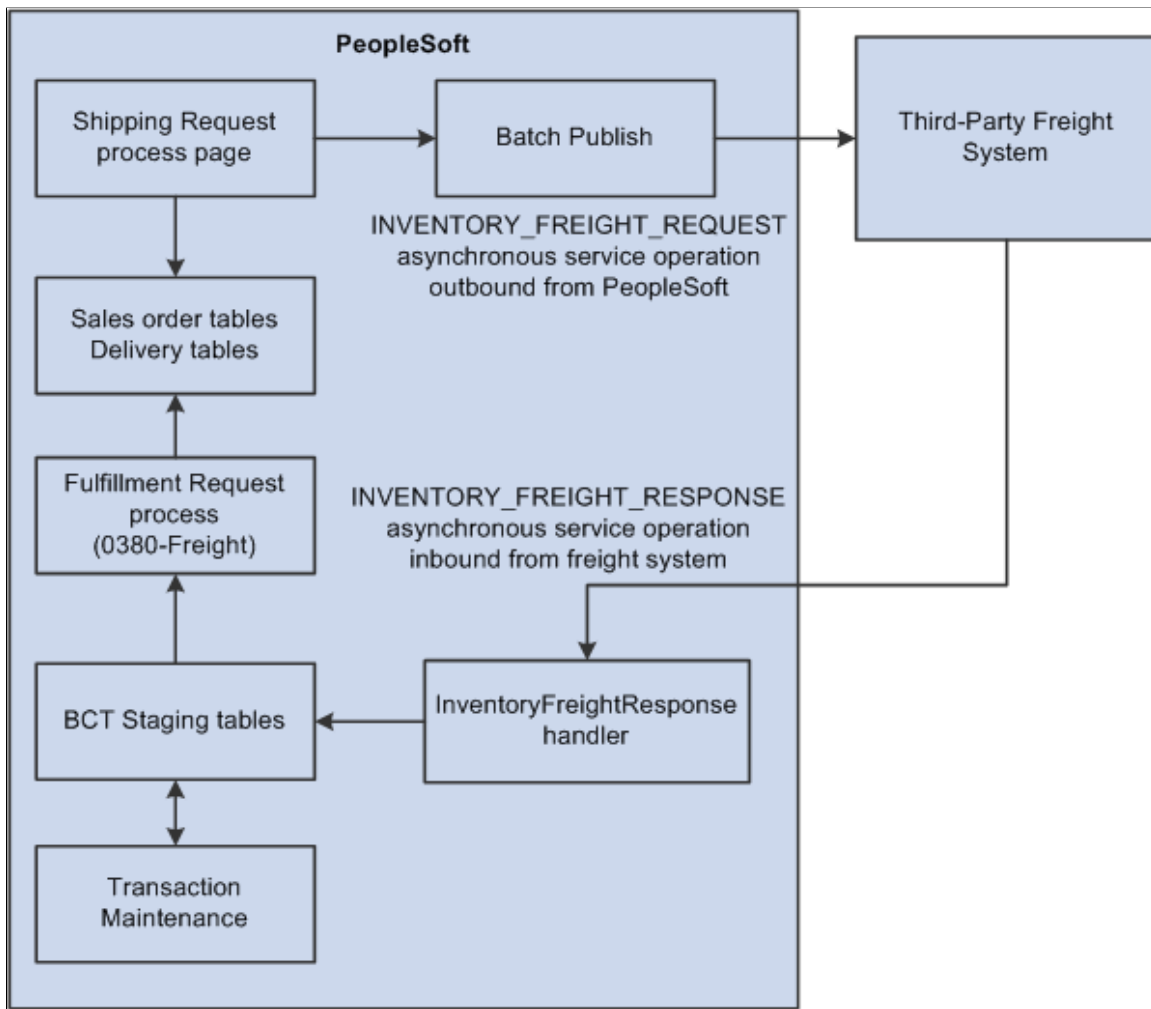 PeopleSoft
Shipping Request
process page
Batch Publish
Third-Party Freight
System
INVENTORY_FREIGHT_REQUEST
asynchronous service operation
outbound from PeopleSoft
Sales order tables
Delivery tables
Fulfillment Request
process
(0380-Freight)
INVENTORY_FREIGHT_RESPONSE
asynchronous service operation
inbound from freight system
BCT Staging tables
InventoryFreightResponse
handler
Transaction
Maintenance